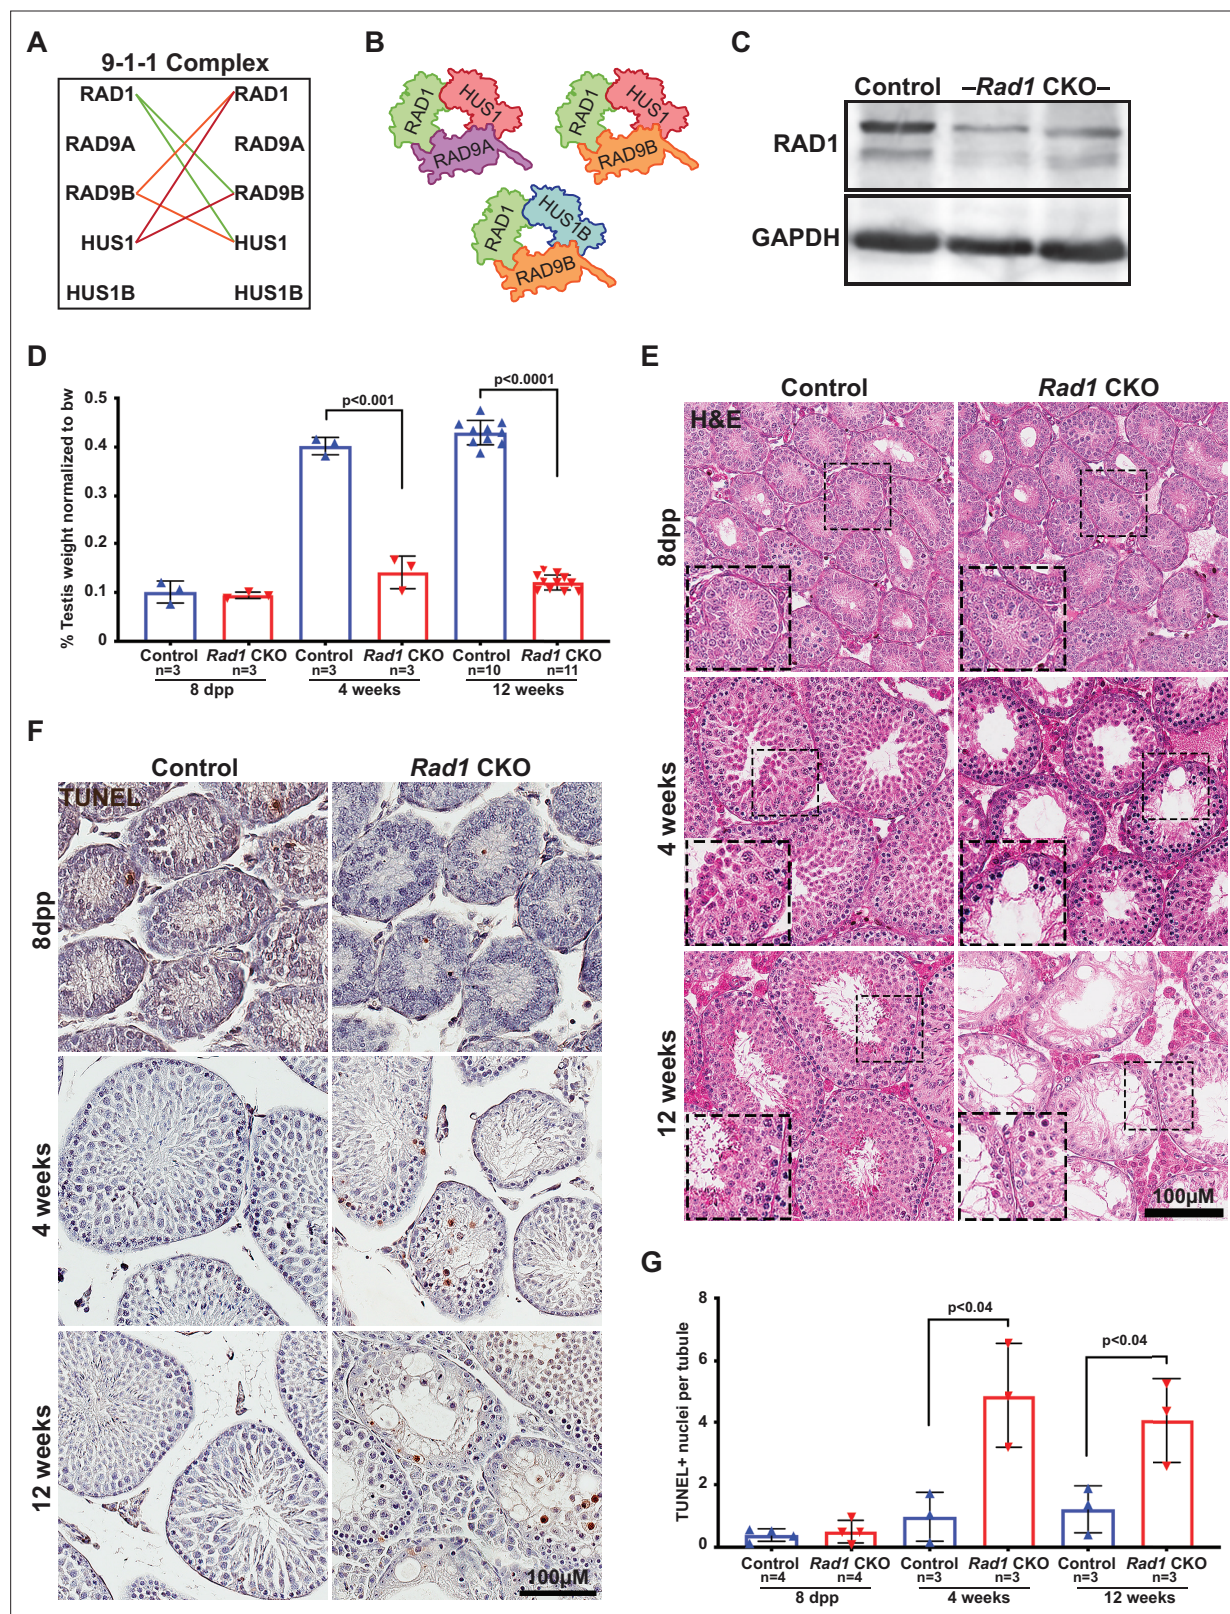 A
9-1-1 Complex
RAD1 RAD1
RAD9A RAD9A
RAD9B RAD9B
HUS1 HUS1
HUS1B HUS1B
B
RAD1 HUS1 RAD9A
RAD1 HUS1 RAD9B
RAD1 HUS1B RAD9B
C
Control –Rad1 CKO–
RAD1
GAPDH
D
% Testis weight normalized to bw
0.5
0.4
0.3
0.2
0.1
0
p<0.001
p<0.0001
Control Rad1 CKO Control Rad1 CKO Control Rad1 CKO
n=3 n=3 n=3 n=3 n=10 n=11
8 dpp 4 weeks 12 weeks
E
Control Rad1 CKO
H&E
8dpp
4 weeks
12 weeks
100µM
F
Control Rad1 CKO
TUNEL
8dpp
4 weeks
12 weeks
100µM
G
TUNEL+ nuclei per tubule
8
6
4
2
0
p<0.04
p<0.04
Control Rad1 CKO Control Rad1 CKO Control Rad1 CKO
n=4 n=4 n=3 n=3 n=3 n=3
8 dpp 4 weeks 12 weeks